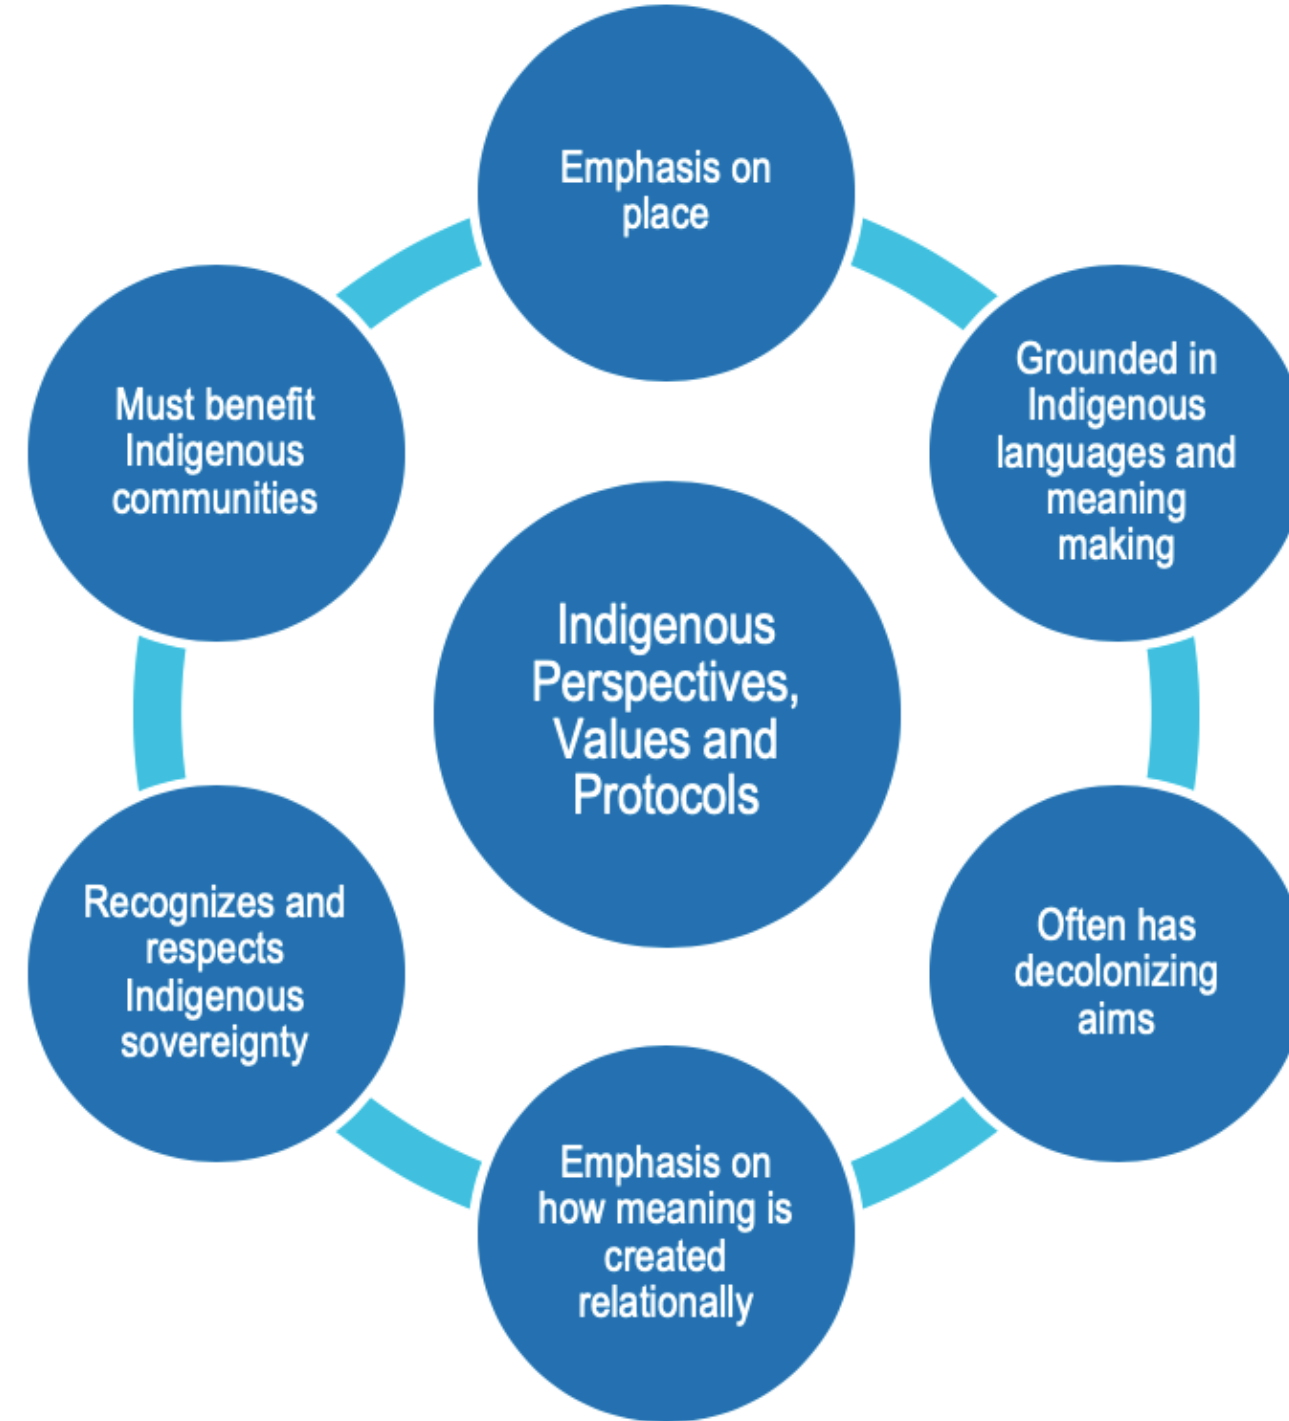 Emphasis on
place
Grounded in
Indigenous
languages and
meaning
making
Often has
decolonizing
aims
Emphasis on
how meaning is
created
relationally
Recognizes and
respects
Indigenous
sovereignty
Must benefit
Indigenous
communities
Indigenous
Perspectives,
Values and
Protocols